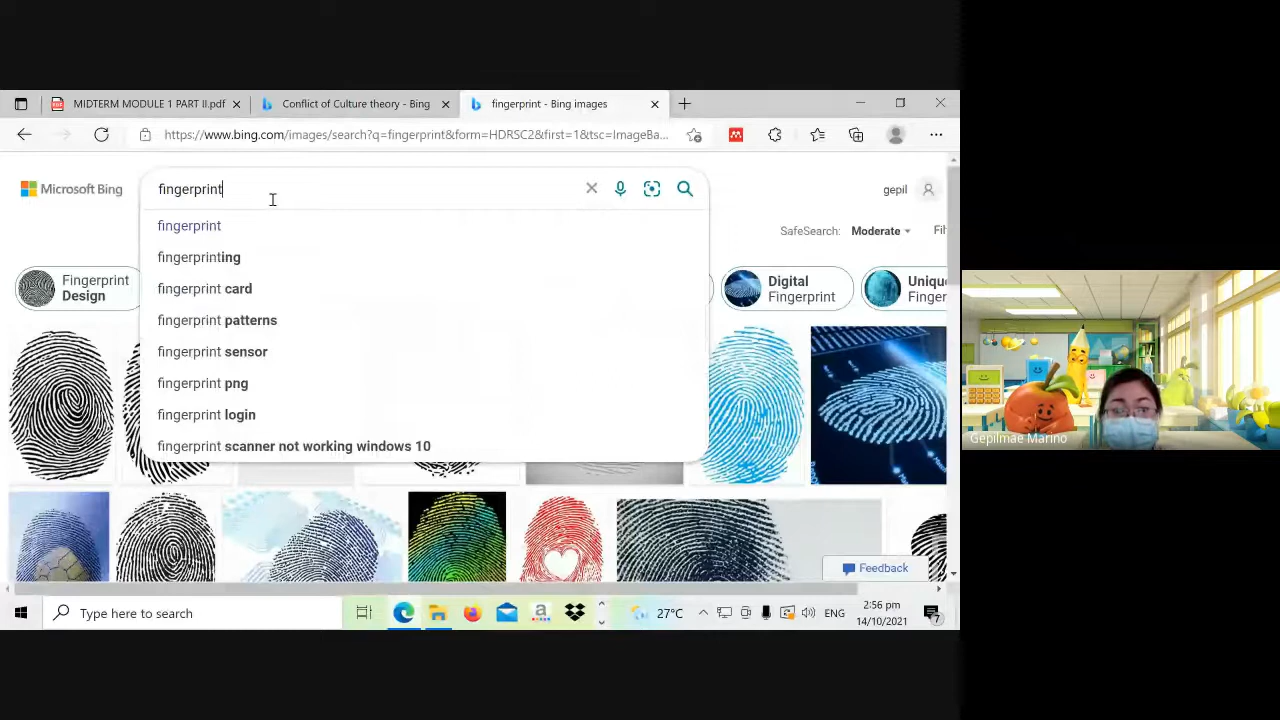 MIDTERM MODULE 1 PART II.pdf
Conflict of Culture theory - Bing
fingerprint - Bing images
https://www.bing.com/images/search?q=fingerprint&form=HDRSC2&first=1&tsc=ImageBa...
Microsoft Bing
fingerprint
gepil
fingerprint
fingerprinting
fingerprint card
fingerprint patterns
fingerprint sensor
fingerprint png
fingerprint login
fingerprint scanner not working windows 10
SafeSearch: Moderate
Fingerprint
Design
Digital
Fingerprint
Gepilmae Marino
Feedback
Type here to search
27°C
ENG
2:56 pm
14/10/2021
7